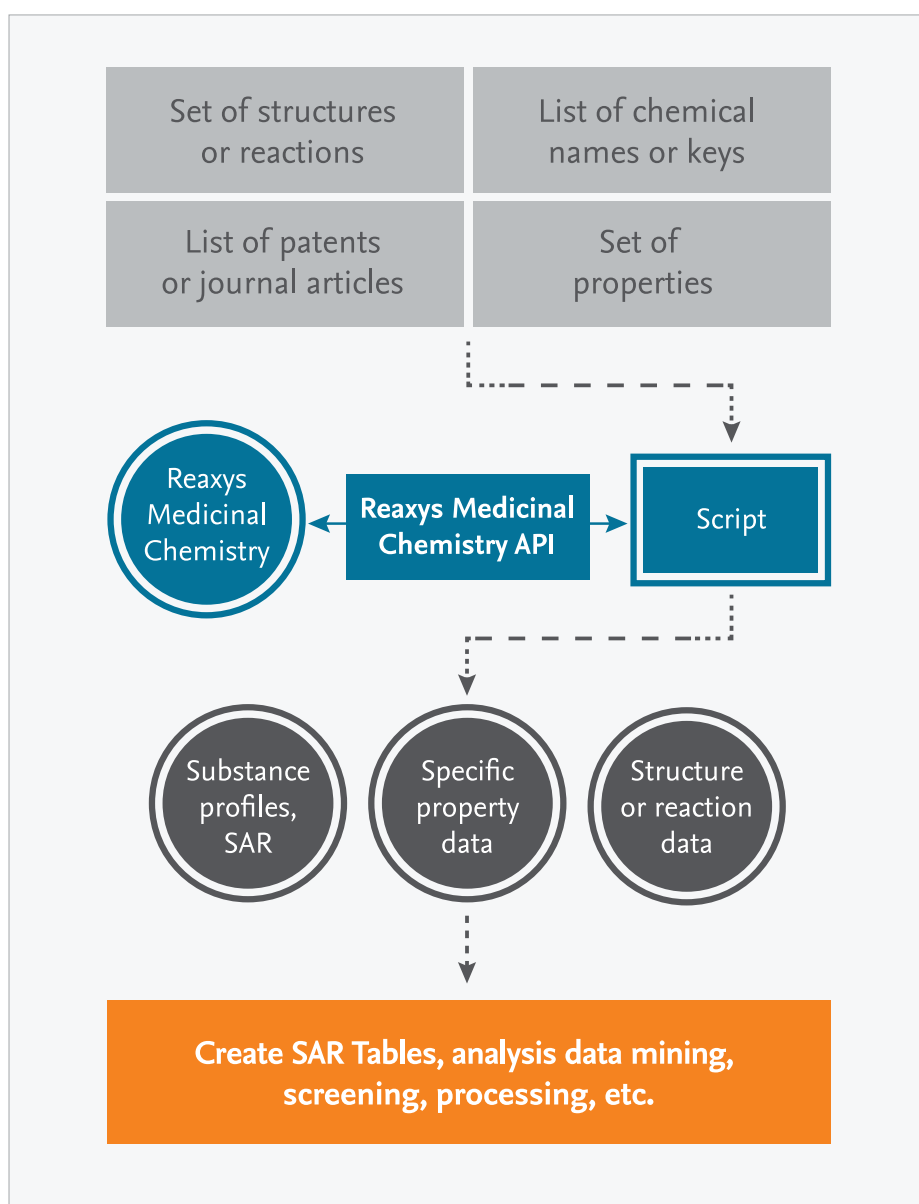 Set of structures
or reactions
List of chemical
names or keys
List of patents
or journal articles
Set of
properties
Reaxys
Medicinal
Chemistry
Reaxys Medicinal
Chemistry API
Script
Substance
profiles,
SAR
Specific
property
data
Structure
or reaction
data
Create SAR Tables, analysis data mining,
screening, processing, etc.